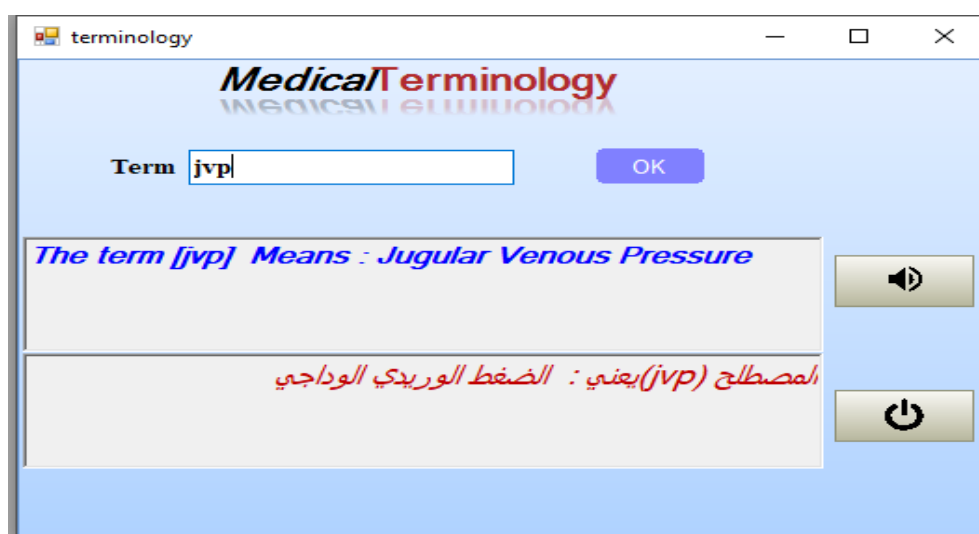 terminology
MedicalTerminology
Term jvp OK
The term [jvp] Means : Jugular Venous Pressure
المصطلح (jvp)يعني : الضغط الوريدي الوداجي